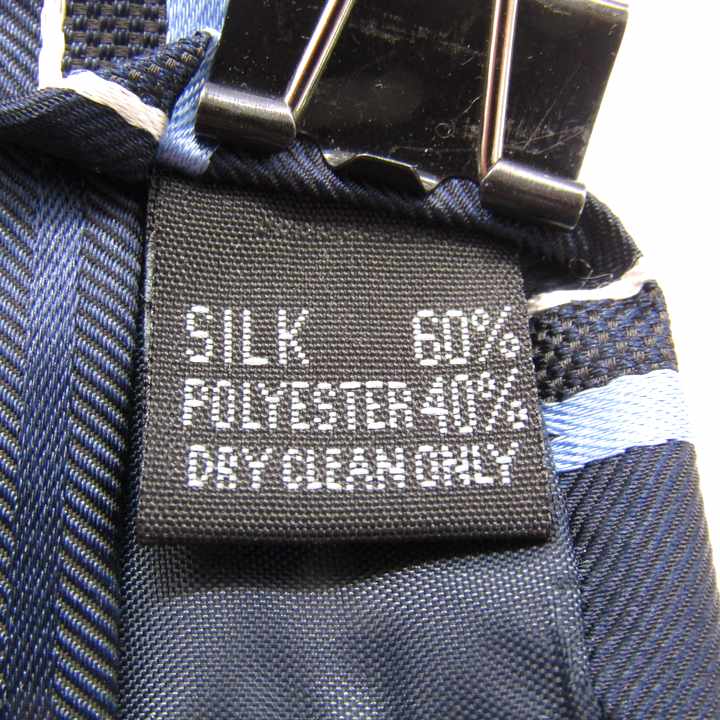 SILK 60%
POLYESTER 40%
DRY CLEAN ONLY